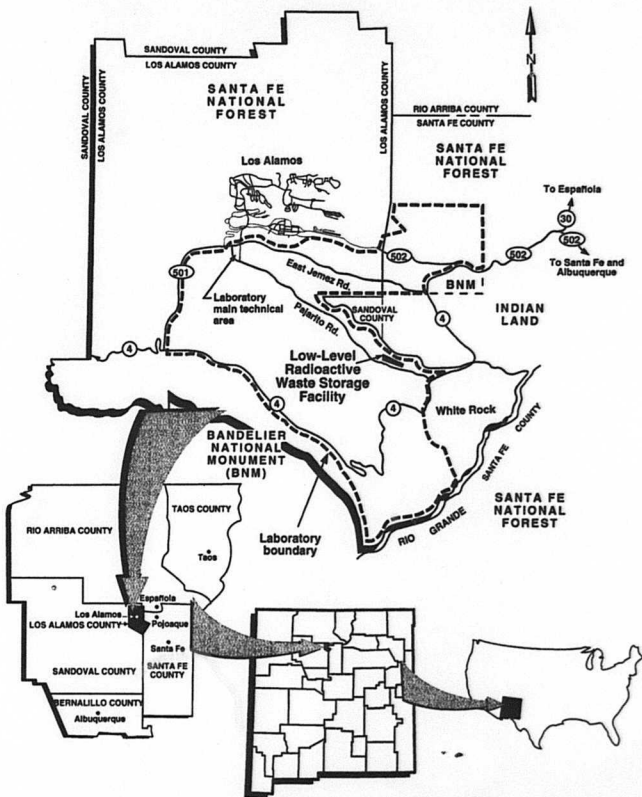 SANDOVAL COUNTY
LOS ALAMOS COUNTY
SANDOVAL COUNTY
LOS ALAMOS COUNTY
SANTA FE
NATIONAL
FOREST
LOS ALAMOS COUNTY
RIO ARRIBA COUNTY
SANTA FE COUNTY
SANTA FE
NATIONAL
FOREST
N
Los Alamos
To Española
30
502
502
502
To Santa Fe and
Albuquerque
501
East Jemez Rd.
BNM
INDIAN
LAND
Laboratory
main technical
area
SANDOVAL
COUNTY
Pajarito Rd.
4
4
Low-Level
Radioactive
Waste Storage
Facility
4
4
White Rock
BANDELIER
NATIONAL
MONUMENT
(BNM)
SANTA FE COUNTY
RIO GRANDE
SANTA FE
NATIONAL
FOREST
Laboratory
boundary
RIO ARRIBA COUNTY
TAOS COUNTY
Taos
Española
Los Alamos
LOS ALAMOS COUNTY
Pojoaque
Santa Fe
SANDOVAL COUNTY
SANTA FE
COUNTY
BERNALILLO COUNTY
Albuquerque